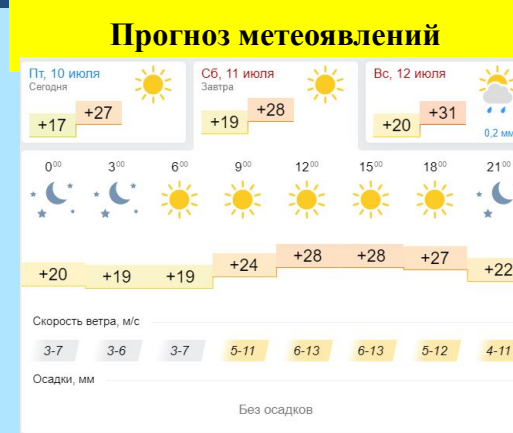 Прогноз метеоявлений
Пт, 10 июля Сб, 11 июля Вс, 12 июля
Сегодня Завтра
+17 +27 +19 +28 +20 +31
0,2 мм
0⁰⁰ 3⁰⁰ 6⁰⁰ 9⁰⁰ 12⁰⁰ 15⁰⁰ 18⁰⁰ 21⁰⁰
+20 +19 +19 +24 +28 +28 +27 +22
Скорость ветра, м/с
3-7 3-6 3-7 5-11 6-13 6-13 5-12 4-11
Осадки, мм
Без осадков